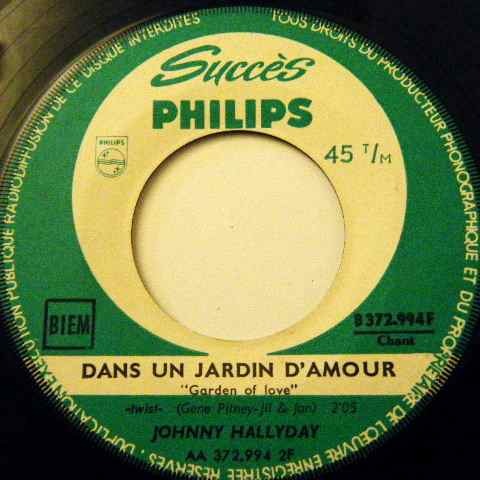 TOUS DROITS DU PRODUCTEUR PHONOGRAPHIQUE ET DU PROPRIÉTAIRE DE L'OEUVRE ENREGISTRÉE RÉSERVÉS · DUPLICATION EXÉCUTION PUBLIQUE RADIODIFFUSION DE CE DISQUE INTERDITES
Succès
PHILIPS
PHILIPS
45 T/M
BIEM
B 372.994 F
Chant
DANS UN JARDIN D'AMOUR
"Garden of love"
-twist- (Gene Pitney-Jil & Jan) 2'05
JOHNNY HALLYDAY
AA 372.994 2F